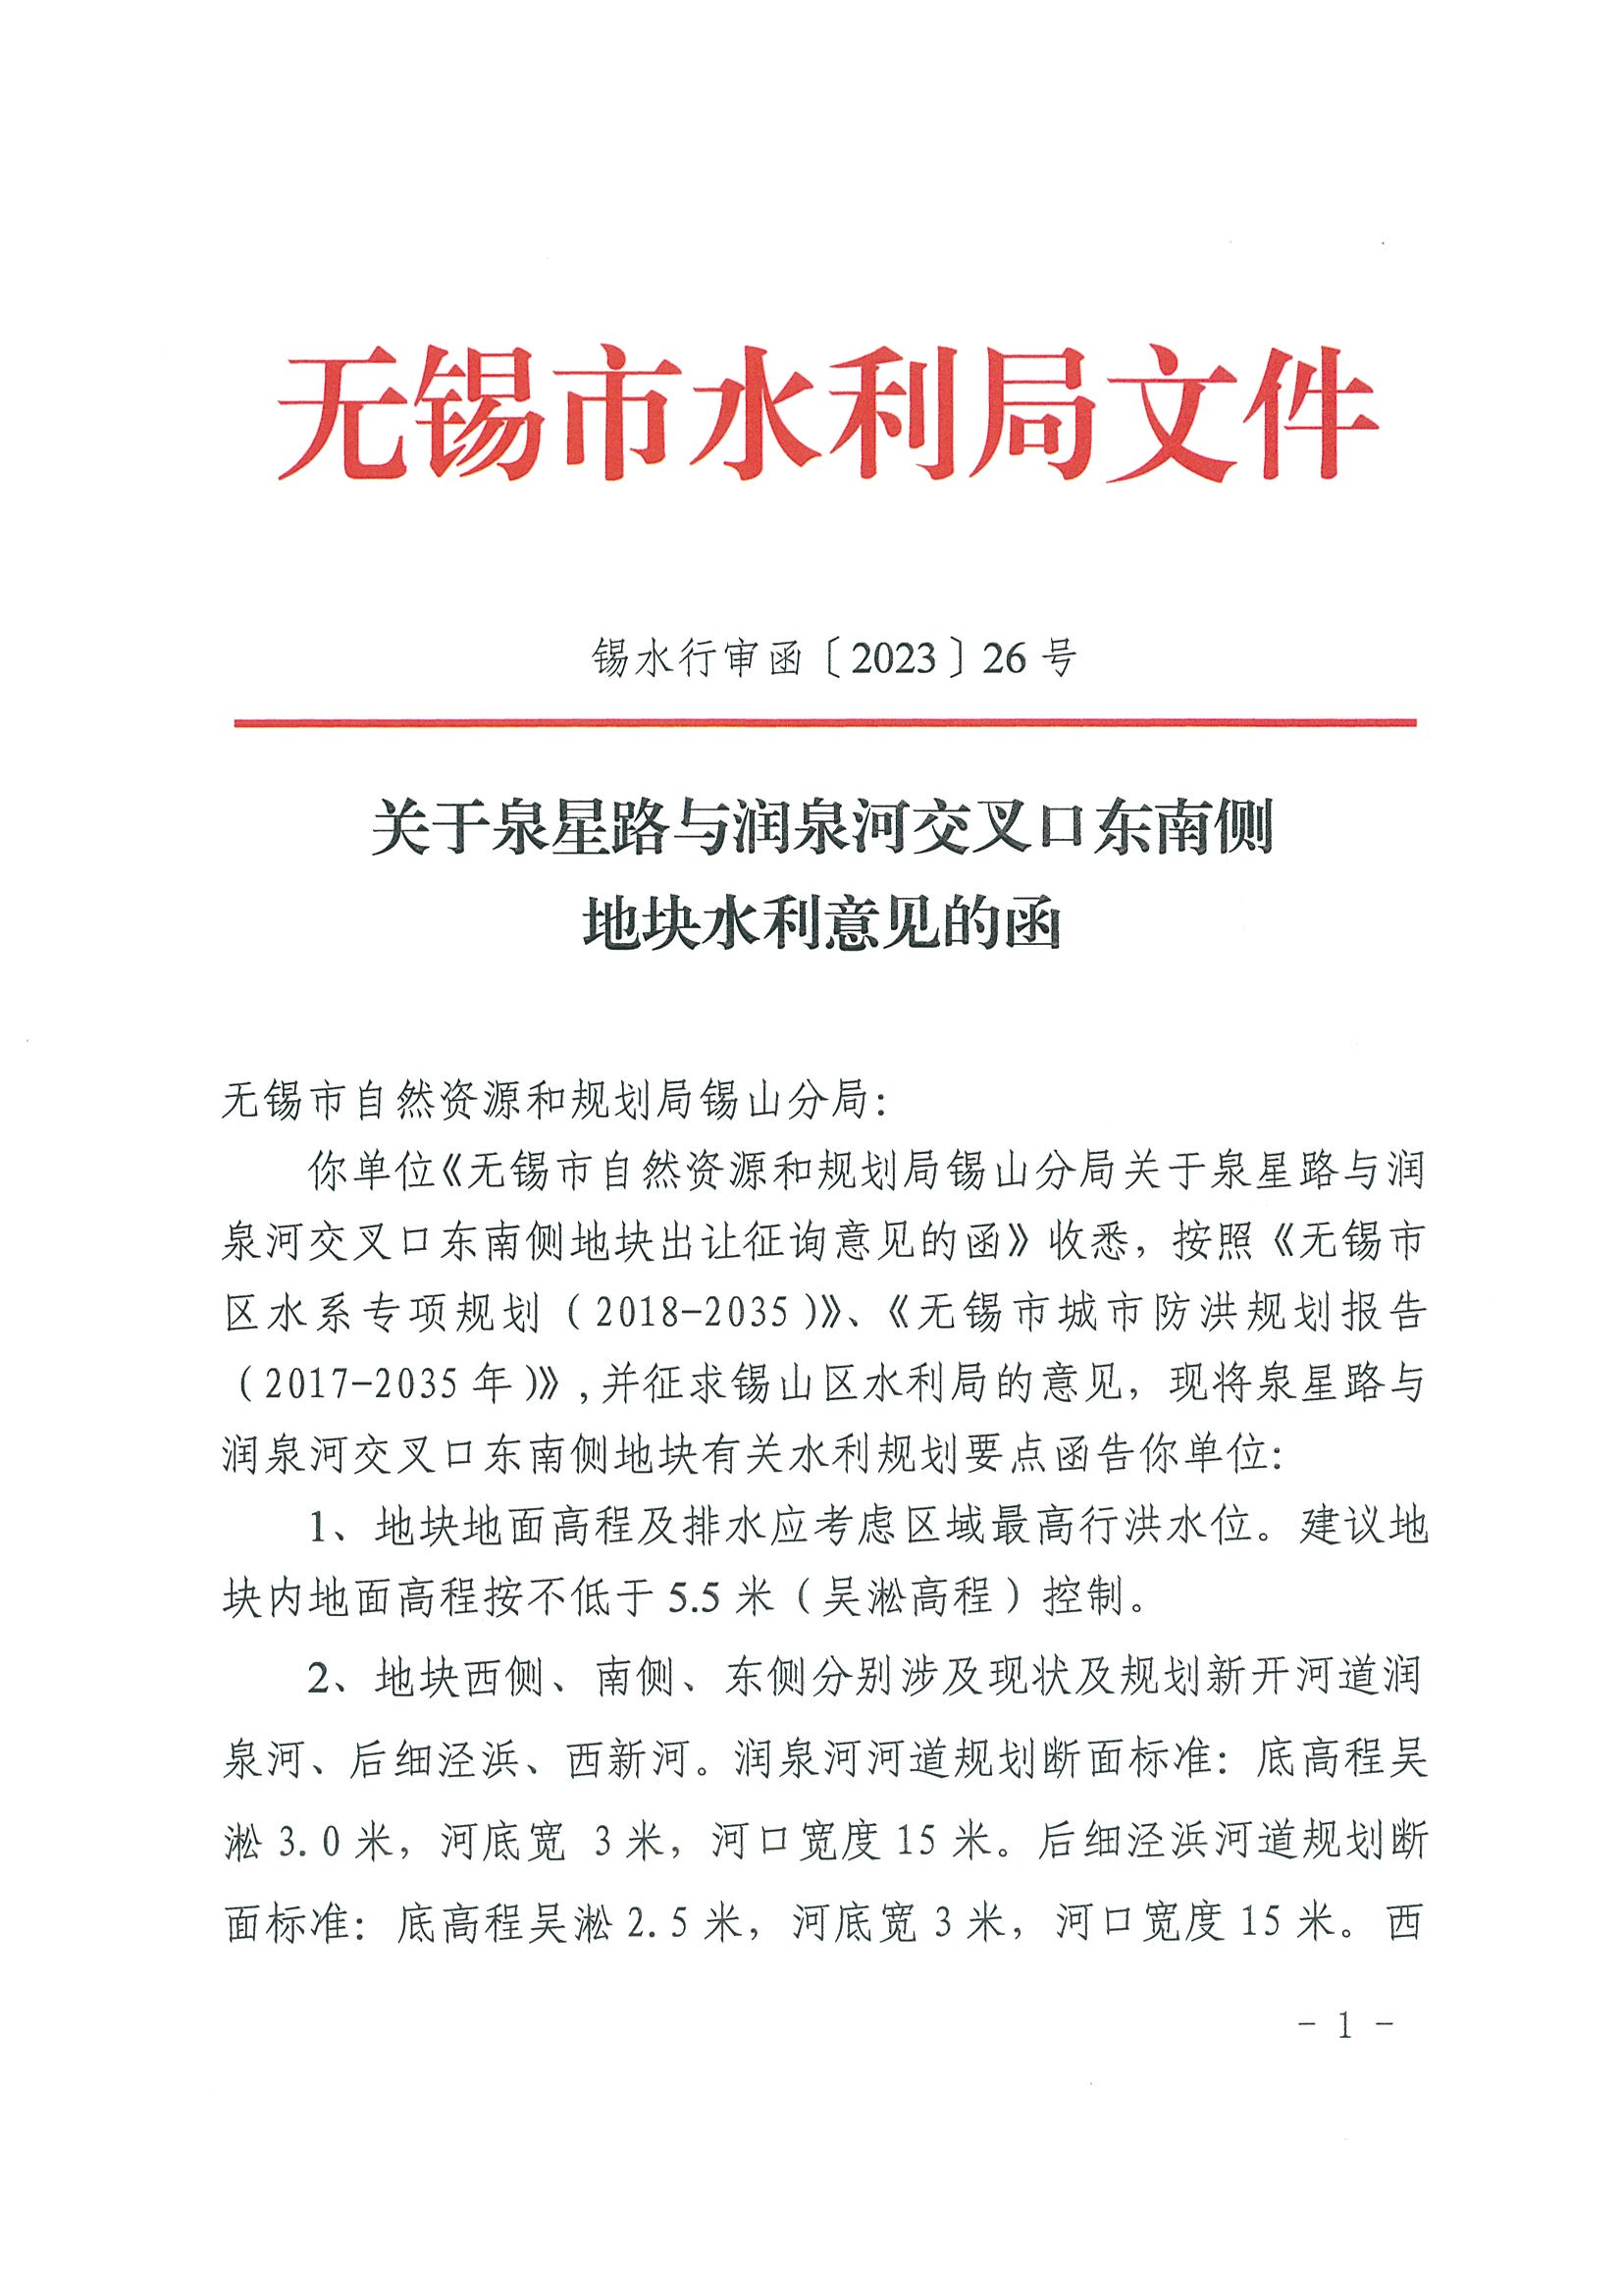 无锡市水利局文件
锡水行审函〔2023〕26 号
关于泉星路与润泉河交叉口东南侧
地块水利意见的函
无锡市自然资源和规划局锡山分局：
你单位《无锡市自然资源和规划局锡山分局关于泉星路与润
泉河交叉口东南侧地块出让征询意见的函》收悉，按照《无锡市
区水系专项规划（2018-2035）》、《无锡市城市防洪规划报告
（2017-2035 年）》,并征求锡山区水利局的意见，现将泉星路与
润泉河交叉口东南侧地块有关水利规划要点函告你单位：
1、地块地面高程及排水应考虑区域最高行洪水位。建议地
块内地面高程按不低于 5.5 米（吴淞高程）控制。
2、地块西侧、南侧、东侧分别涉及现状及规划新开河道润
泉河、后细泾浜、西新河。润泉河河道规划断面标准：底高程吴
淞 3.0 米，河底宽 3 米，河口宽度 15 米。后细泾浜河道规划断
面标准：底高程吴淞 2.5 米，河底宽 3 米，河口宽度 15 米。西
- 1 -